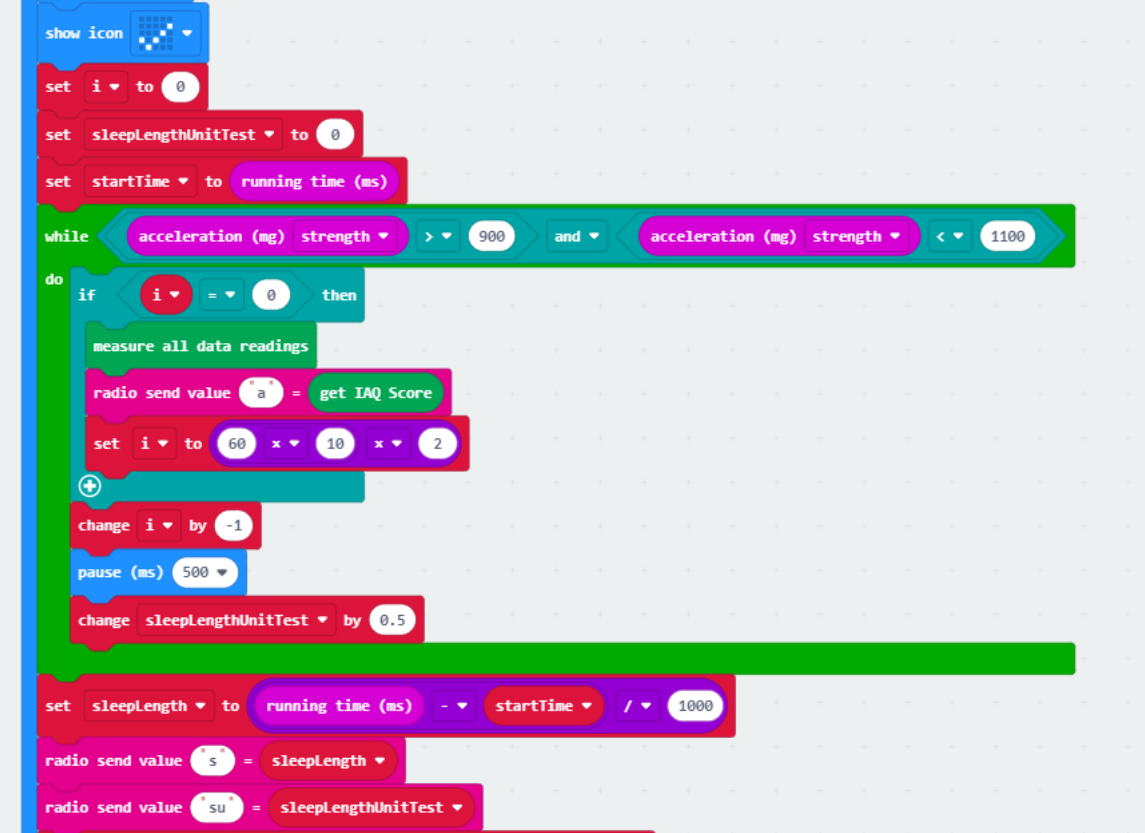 show icon
set i to 0
set sleepLengthUnitTest to 0
set startTime to running time (ms)
while acceleration (mg) strength > 900 and acceleration (mg) strength < 1100
do
if i = 0 then
measure all data readings
radio send value "a" = get IAQ Score
set i to 60 x 10 x 2
change i by -1
pause (ms) 500
change sleepLengthUnitTest by 0.5
set sleepLength to running time (ms) - startTime / 1000
radio send value "s" = sleepLength
radio send value "su" = sleepLengthUnitTest